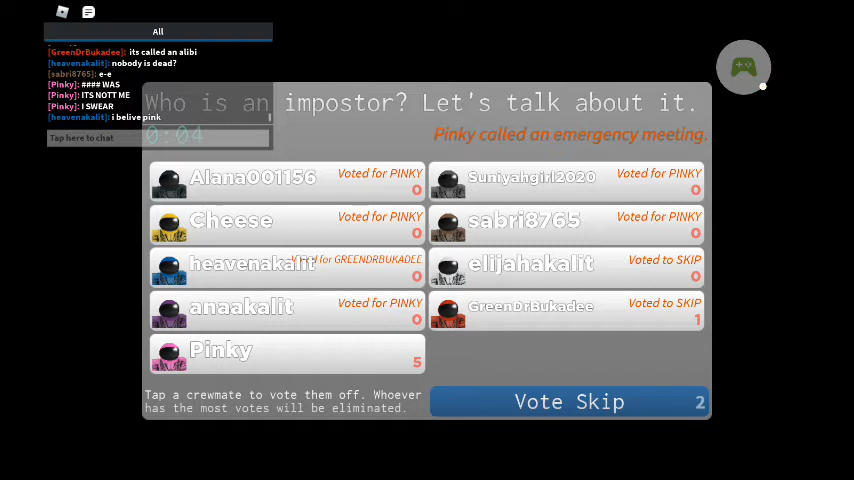 All
[GreenDrBukadee]: its called an alibi
[heavenakalit]: nobody is dead?
[sabri8765]: e-e
[Pinky]: #### WAS
[Pinky]: ITS NOTT ME
[Pinky]: I SWEAR
[heavenakalit]: i belive pink
Tap here to chat
Who is an impostor? Let's talk about it.
0:04
Pinky called an emergency meeting.
Alana001156
Voted for PINKY
0
Suniyahgirl2020
Voted for PINKY
0
Cheese
Voted for PINKY
0
sabri8765
Voted for PINKY
0
heavenakalit
Voted for GREENDRBUKADEE
0
elijahakalit
Voted to SKIP
0
anaakalit
Voted for PINKY
0
GreenDrBukadee
Voted to SKIP
1
Pinky
5
Tap a crewmate to vote them off. Whoever
has the most votes will be eliminated.
Vote Skip
2